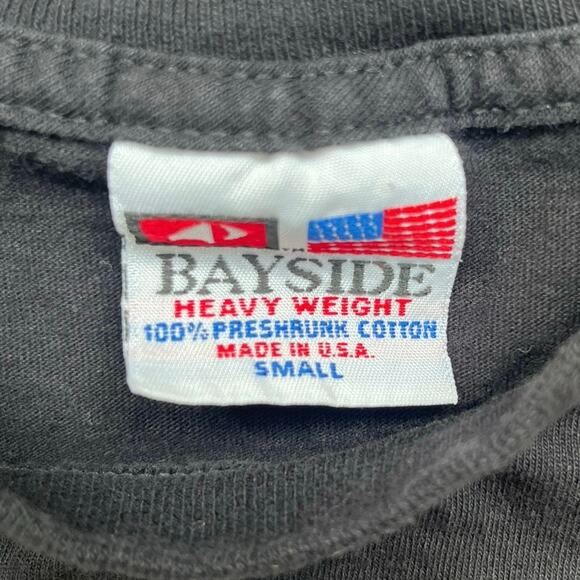 BAYSIDE
HEAVY WEIGHT
100% PRESHRUNK COTTON
MADE IN U.S.A.
SMALL